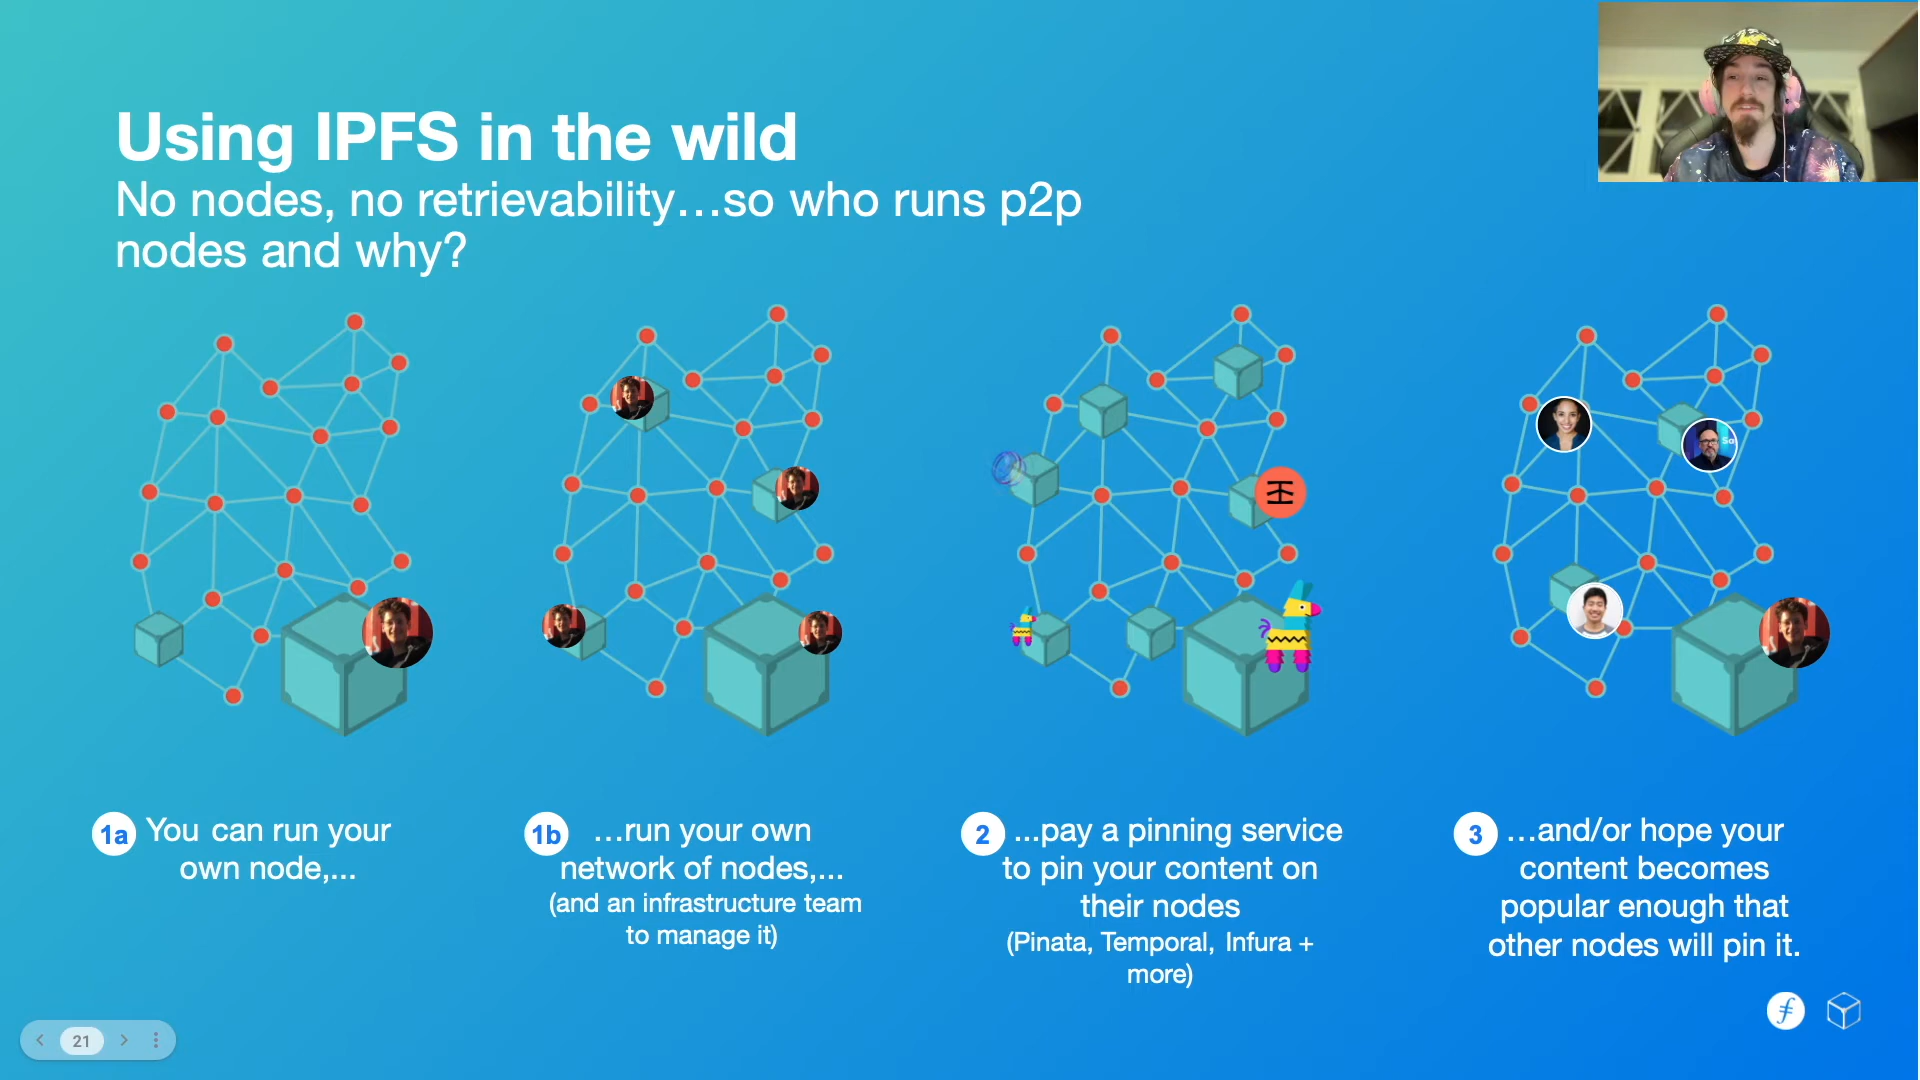 Using IPFS in the wild
No nodes, no retrievability…so who runs p2p
nodes and why?
So
1a You can run your
own node,...
1b …run your own
network of nodes,...
(and an infrastructure team
to manage it)
2 ...pay a pinning service
to pin your content on
their nodes
(Pinata, Temporal, Infura +
more)
3 …and/or hope your
content becomes
popular enough that
other nodes will pin it.
21